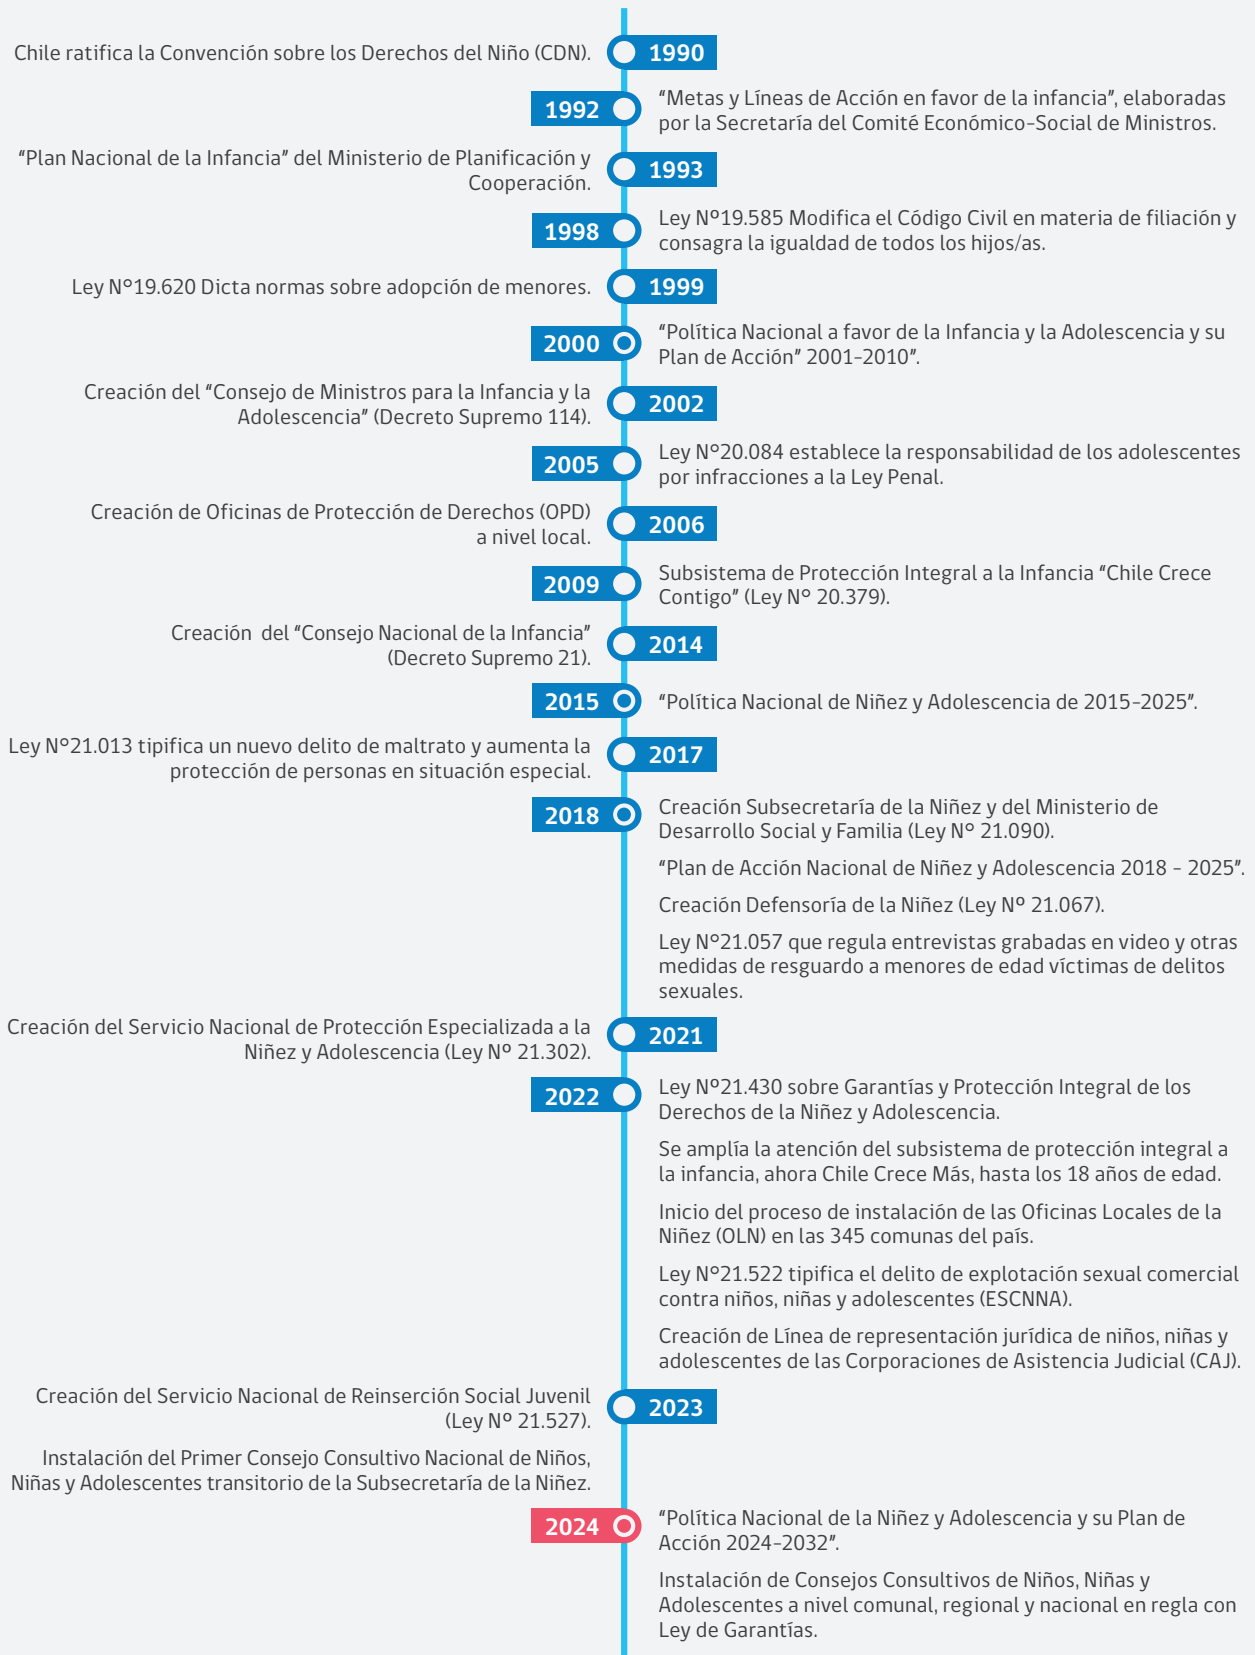 Chile ratifica la Convención sobre los Derechos del Niño (CDN).
1990
1992
“Metas y Líneas de Acción en favor de la infancia”, elaboradas
por la Secretaría del Comité Económico-Social de Ministros.
“Plan Nacional de la Infancia” del Ministerio de Planificación y
Cooperación.
1993
1998
Ley Nº19.585 Modifica el Código Civil en materia de filiación y
consagra la igualdad de todos los hijos/as.
Ley N°19.620 Dicta normas sobre adopción de menores.
1999
2000
“Política Nacional a favor de la Infancia y la Adolescencia y su
Plan de Acción” 2001-2010”.
Creación del “Consejo de Ministros para la Infancia y la
Adolescencia” (Decreto Supremo 114).
2002
2005
Ley N°20.084 establece la responsabilidad de los adolescentes
por infracciones a la Ley Penal.
Creación de Oficinas de Protección de Derechos (OPD)
a nivel local.
2006
2009
Subsistema de Protección Integral a la Infancia “Chile Crece
Contigo” (Ley N° 20.379).
Creación del “Consejo Nacional de la Infancia”
(Decreto Supremo 21).
2014
2015
“Política Nacional de Niñez y Adolescencia de 2015-2025”.
Ley N°21.013 tipifica un nuevo delito de maltrato y aumenta la
protección de personas en situación especial.
2017
2018
Creación Subsecretaría de la Niñez y del Ministerio de
Desarrollo Social y Familia (Ley N° 21.090).
“Plan de Acción Nacional de Niñez y Adolescencia 2018 - 2025”.
Creación Defensoría de la Niñez (Ley Nº 21.067).
Ley N°21.057 que regula entrevistas grabadas en video y otras
medidas de resguardo a menores de edad víctimas de delitos
sexuales.
Creación del Servicio Nacional de Protección Especializada a la
Niñez y Adolescencia (Ley Nº 21.302).
2021
2022
Ley Nº21.430 sobre Garantías y Protección Integral de los
Derechos de la Niñez y Adolescencia.
Se amplía la atención del subsistema de protección integral a
la infancia, ahora Chile Crece Más, hasta los 18 años de edad.
Inicio del proceso de instalación de las Oficinas Locales de la
Niñez (OLN) en las 345 comunas del país.
Ley N°21.522 tipifica el delito de explotación sexual comercial
contra niños, niñas y adolescentes (ESCNNA).
Creación de Línea de representación jurídica de niños, niñas y
adolescentes de las Corporaciones de Asistencia Judicial (CAJ).
Creación del Servicio Nacional de Reinserción Social Juvenil
(Ley Nº 21.527).
2023
Instalación del Primer Consejo Consultivo Nacional de Niños,
Niñas y Adolescentes transitorio de la Subsecretaría de la Niñez.
2024
“Política Nacional de la Niñez y Adolescencia y su Plan de
Acción 2024-2032”.
Instalación de Consejos Consultivos de Niños, Niñas y
Adolescentes a nivel comunal, regional y nacional en regla con
Ley de Garantías.